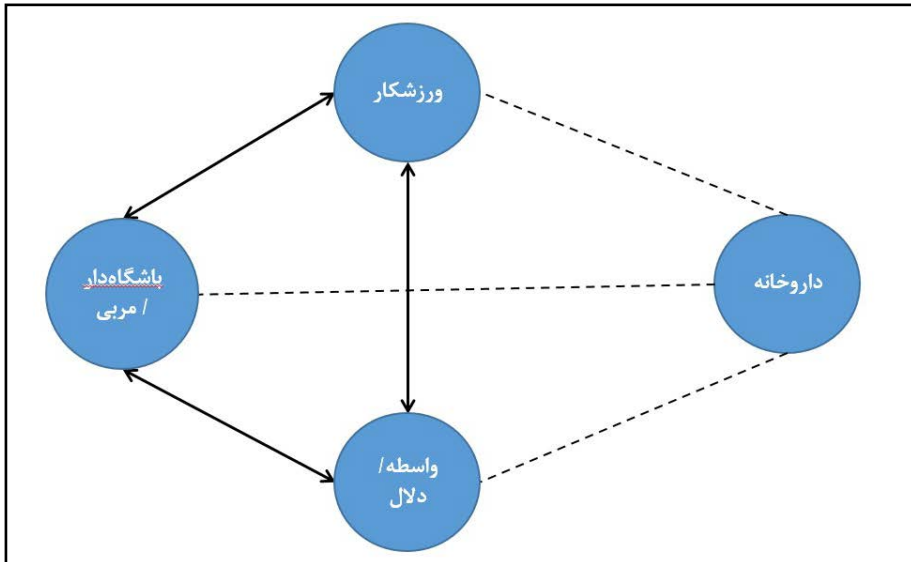 ورزشکار
باشگاه‌دار
/ مربی
داروخانه
واسطه/
دلال